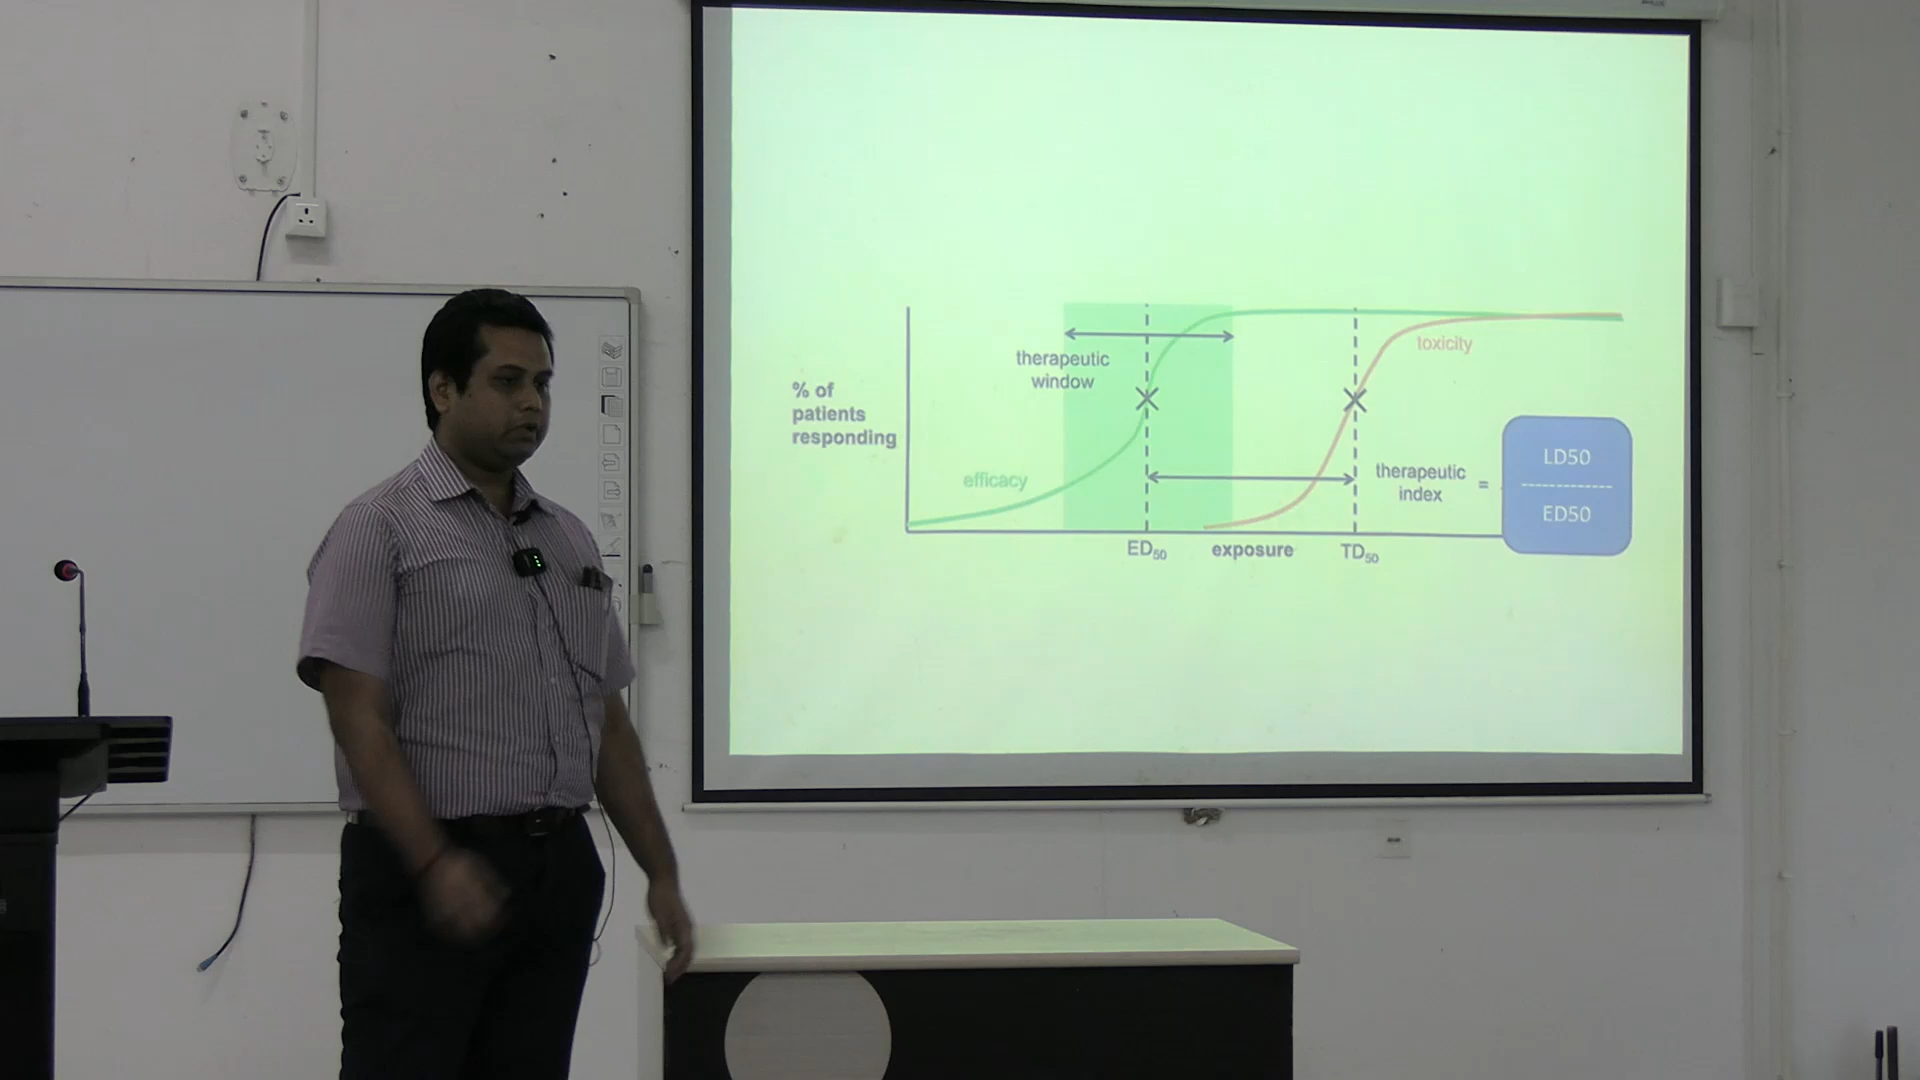 therapeutic
window
toxicity
% of
patients
responding
efficacy
therapeutic
index
=
LD50
ED50
ED50
exposure
TD50